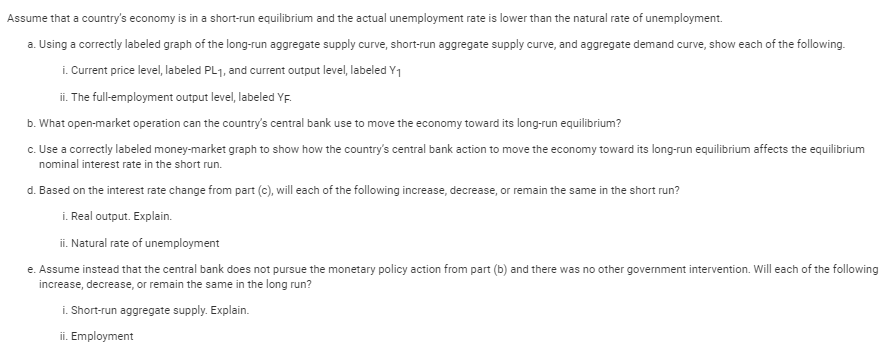 Assume that a country's economy is in a short-run equilibrium and the actual unemployment rate is lower than the natural rate of unemployment.
a. Using a correctly labeled graph of the long-run aggregate supply curve, short-run aggregate supply curve, and aggregate demand curve, show each of the following.
i. Current price level, labeled PL1, and current output level, labeled Y1
ii. The full-employment output level, labeled YF.
b. What open-market operation can the country's central bank use to move the economy toward its long-run equilibrium?
c. Use a correctly labeled money-market graph to show how the country's central bank action to move the economy toward its long-run equilibrium affects the equilibrium
nominal interest rate in the short run.
d. Based on the interest rate change from part (c), will each of the following increase, decrease, or remain the same in the short run?
i. Real output. Explain.
ii. Natural rate of unemployment
e. Assume instead that the central bank does not pursue the monetary policy action from part (b) and there was no other government intervention. Will each of the following
increase, decrease, or remain the same in the long run?
i. Short-run aggregate supply. Explain.
ii. Employment